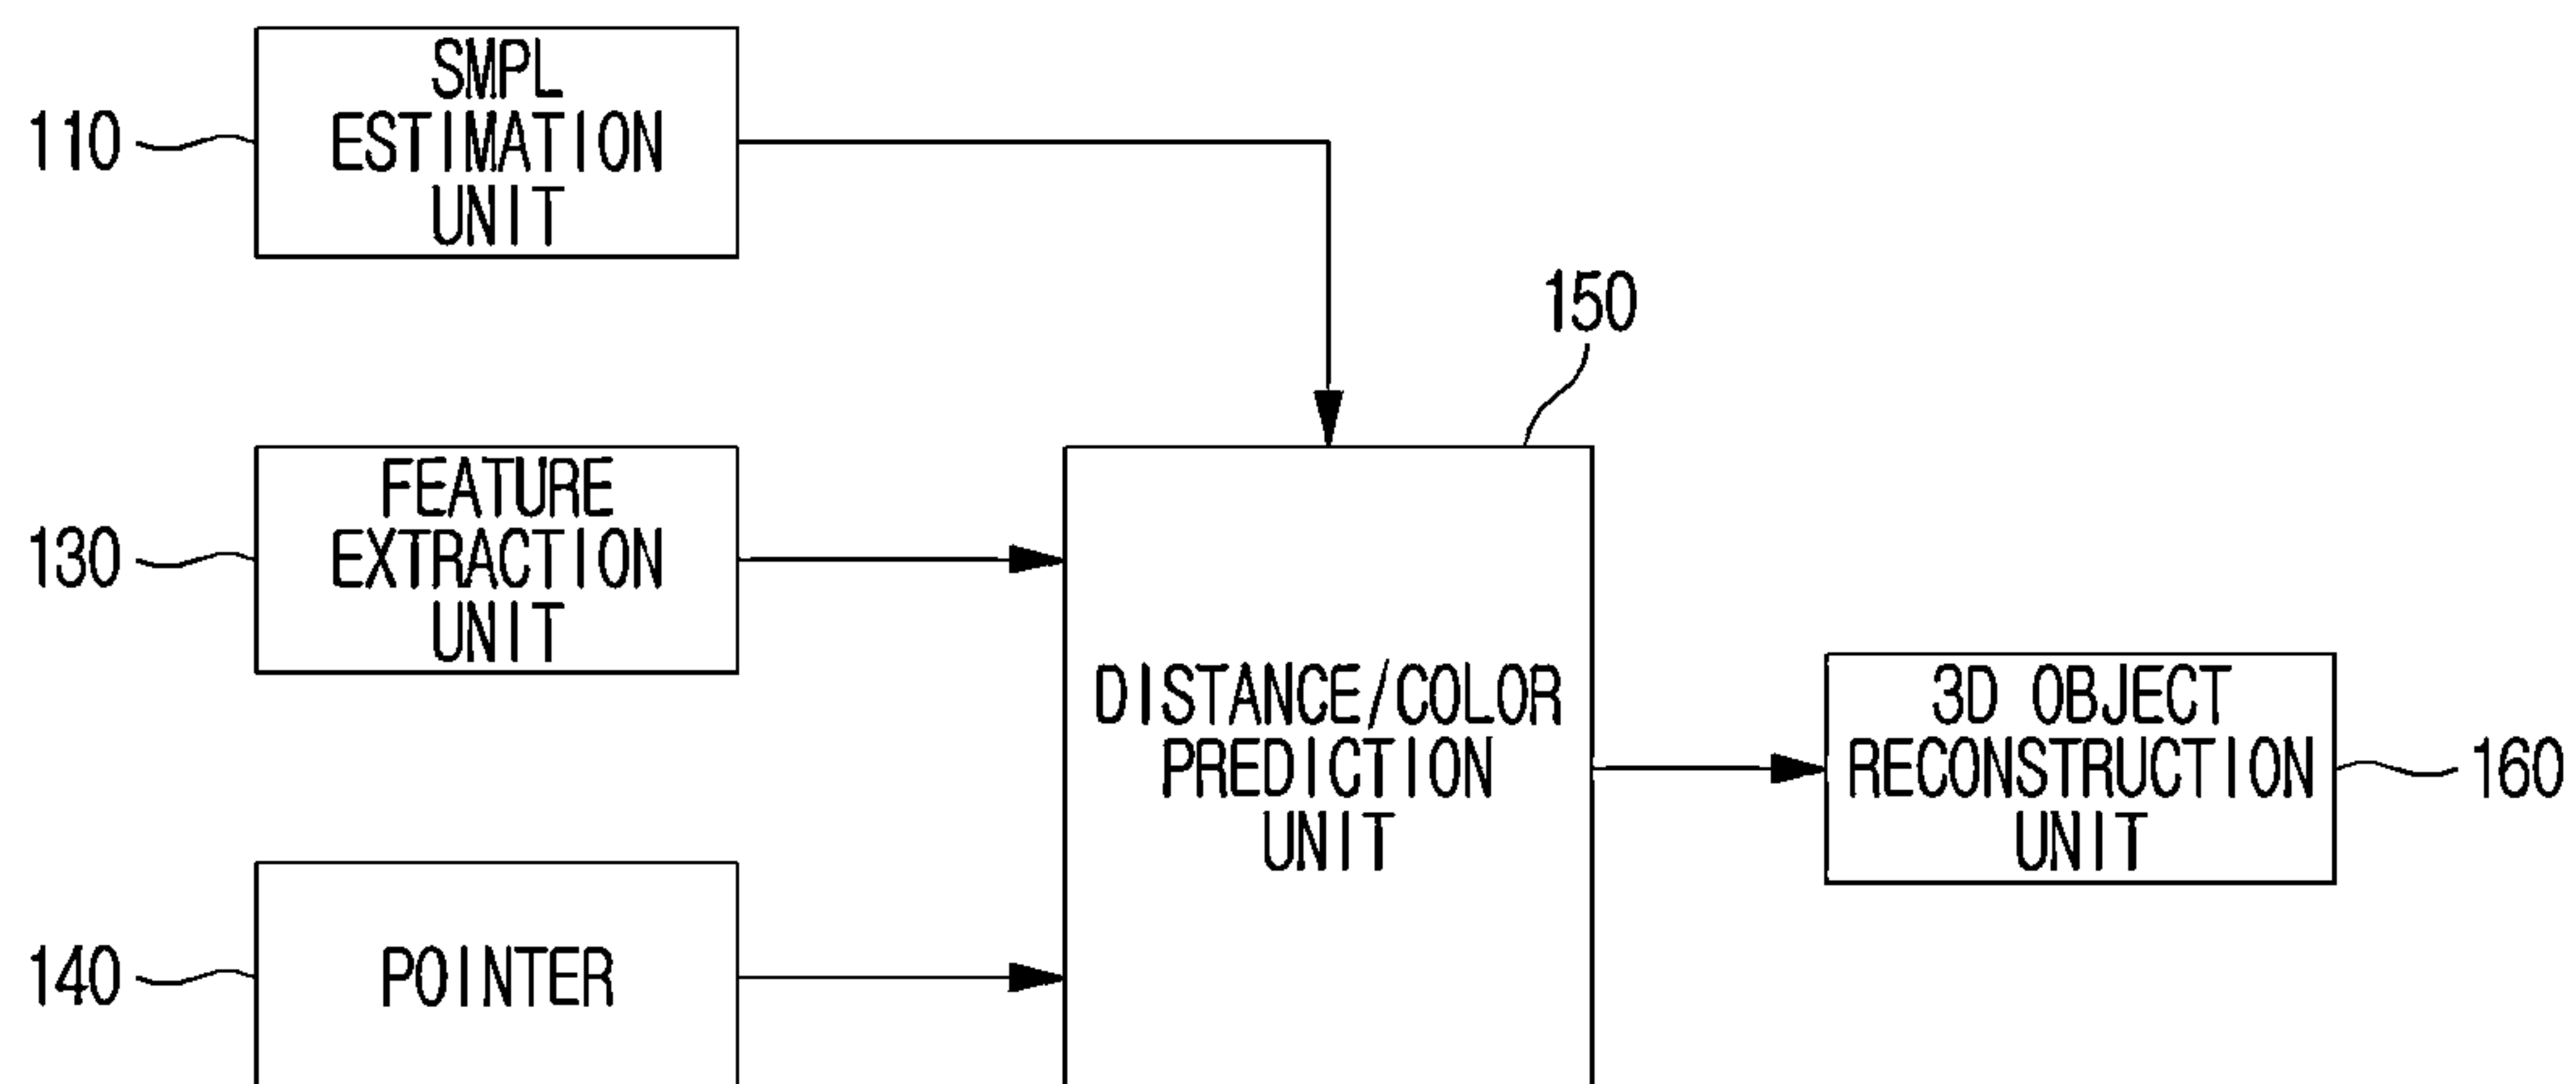 110
SMPL
ESTIMATION
UNIT
150
130
FEATURE
EXTRACTION
UNIT
DISTANCE/COLOR
PREDICTION
UNIT
3D OBJECT
RECONSTRUCTION
UNIT
160
140
POINTER